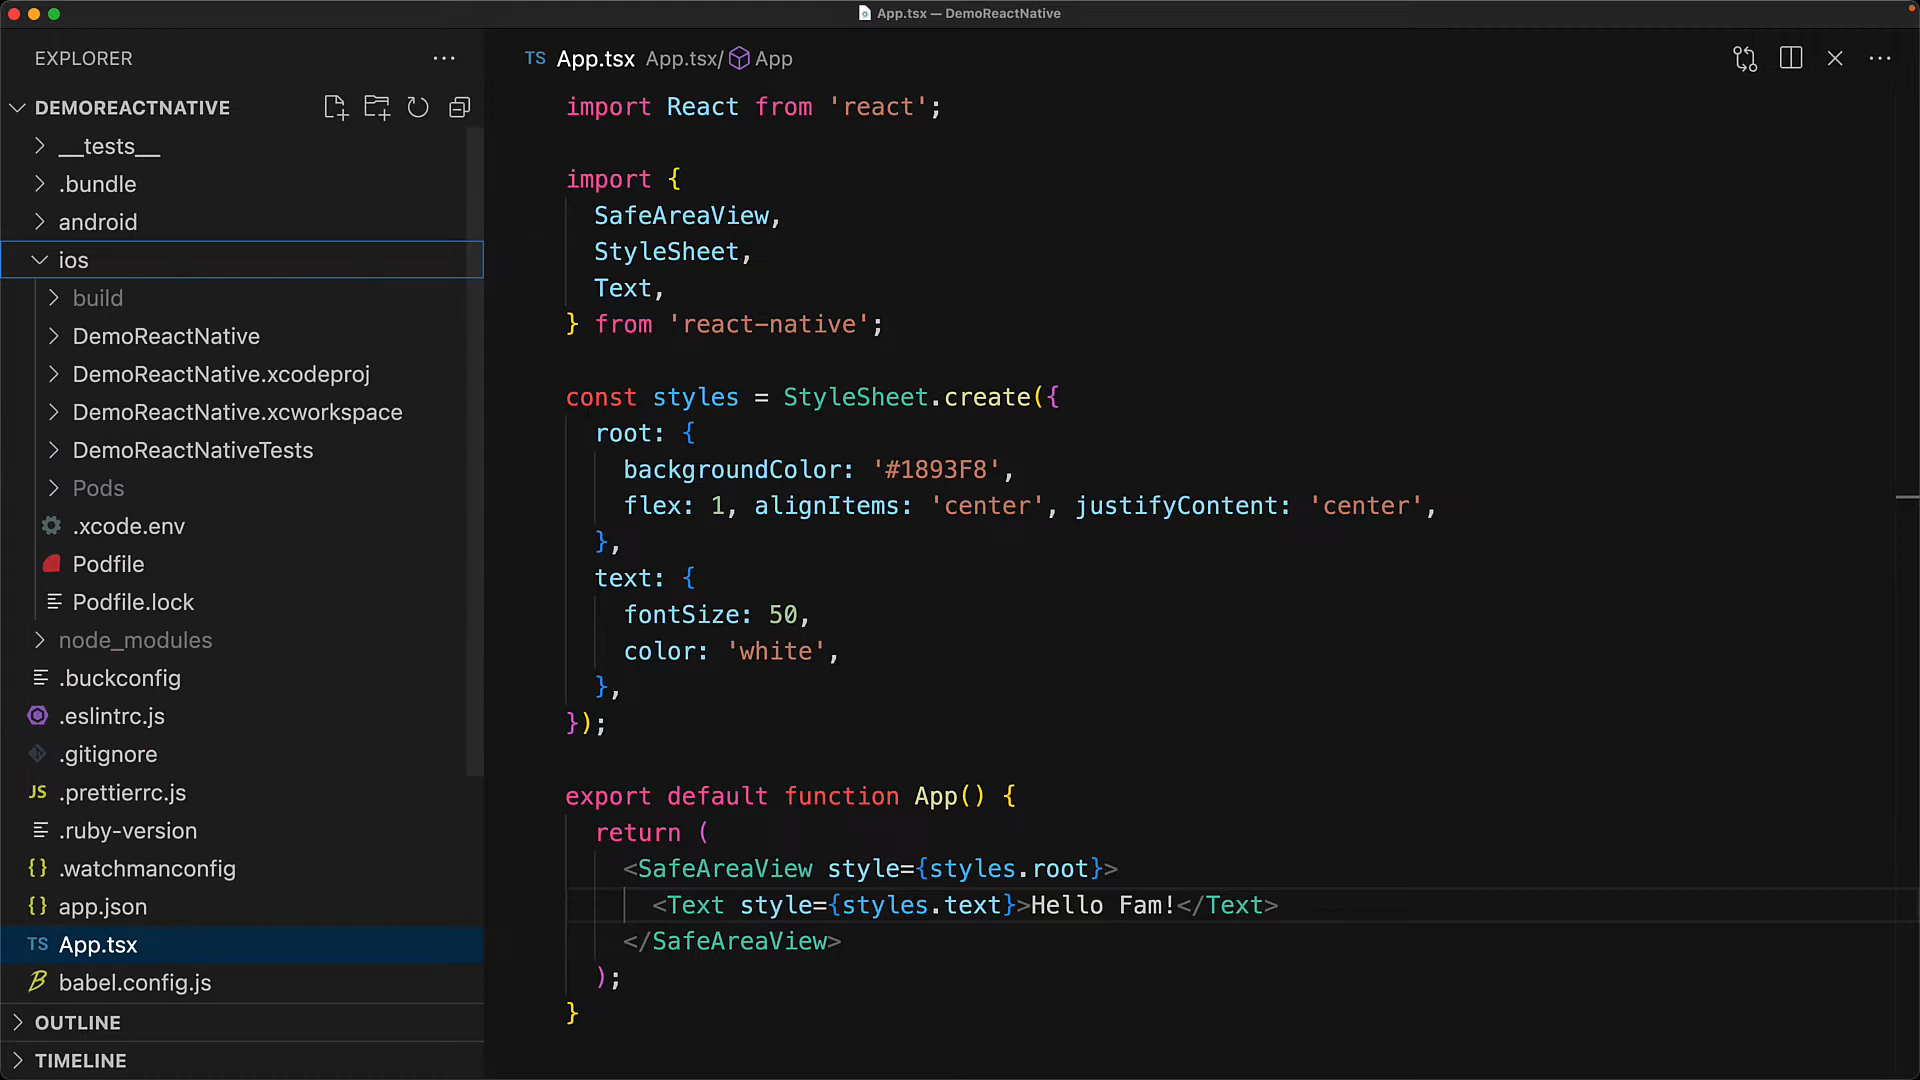 App.tsx — DemoReactNative
EXPLORER
DEMOREACTNATIVE
__tests__
.bundle
android
ios
build
DemoReactNative
DemoReactNative.xcodeproj
DemoReactNative.xcworkspace
DemoReactNativeTests
Pods
.xcode.env
Podfile
Podfile.lock
node_modules
.buckconfig
.eslintrc.js
.gitignore
JS .prettierrc.js
.ruby-version
{} .watchmanconfig
{} app.json
TS App.tsx
babel.config.js
OUTLINE
TIMELINE
TS App.tsx App.tsx/ App
import React from 'react';
import {
  SafeAreaView,
  StyleSheet,
  Text,
} from 'react-native';
const styles = StyleSheet.create({
  root: {
    backgroundColor: '#1893F8',
    flex: 1, alignItems: 'center', justifyContent: 'center',
  },
  text: {
    fontSize: 50,
    color: 'white',
  },
});
export default function App() {
  return (
    <SafeAreaView style={styles.root}>
      <Text style={styles.text}>Hello Fam!</Text>
    </SafeAreaView>
  );
}